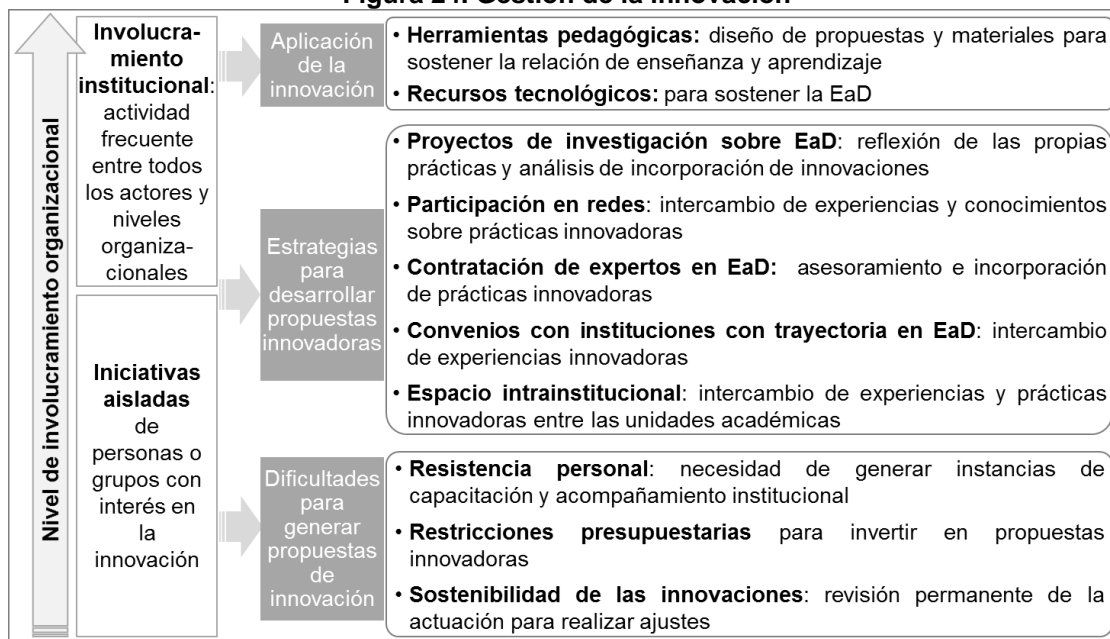 Figura Gestión de la innovación
Nivel de involucramiento organizacional
Involucra-
miento
institucional:
actividad
frecuente
entre todos
los actores y
niveles
organiza-
cionales
Iniciativas
aisladas
de
personas o
grupos con
interés en
la
innovación
Aplicación
de la
innovación
• Herramientas pedagógicas: diseño de propuestas y materiales para
sostener la relación de enseñanza y aprendizaje
• Recursos tecnológicos: para sostener la EaD
Estrategias
para
desarrollar
propuestas
innovadoras
• Proyectos de investigación sobre EaD: reflexión de las propias
prácticas y análisis de incorporación de innovaciones
• Participación en redes: intercambio de experiencias y conocimientos
sobre prácticas innovadoras
• Contratación de expertos en EaD: asesoramiento e incorporación
de prácticas innovadoras
• Convenios con instituciones con trayectoria en EaD: intercambio
de experiencias innovadoras
• Espacio intrainstitucional: intercambio de experiencias y prácticas
innovadoras entre las unidades académicas
Dificultades
para
generar
propuestas
de
innovación
• Resistencia personal: necesidad de generar instancias de
capacitación y acompañamiento institucional
• Restricciones presupuestarias para invertir en propuestas
innovadoras
• Sostenibilidad de las innovaciones: revisión permanente de la
actuación para realizar ajustes